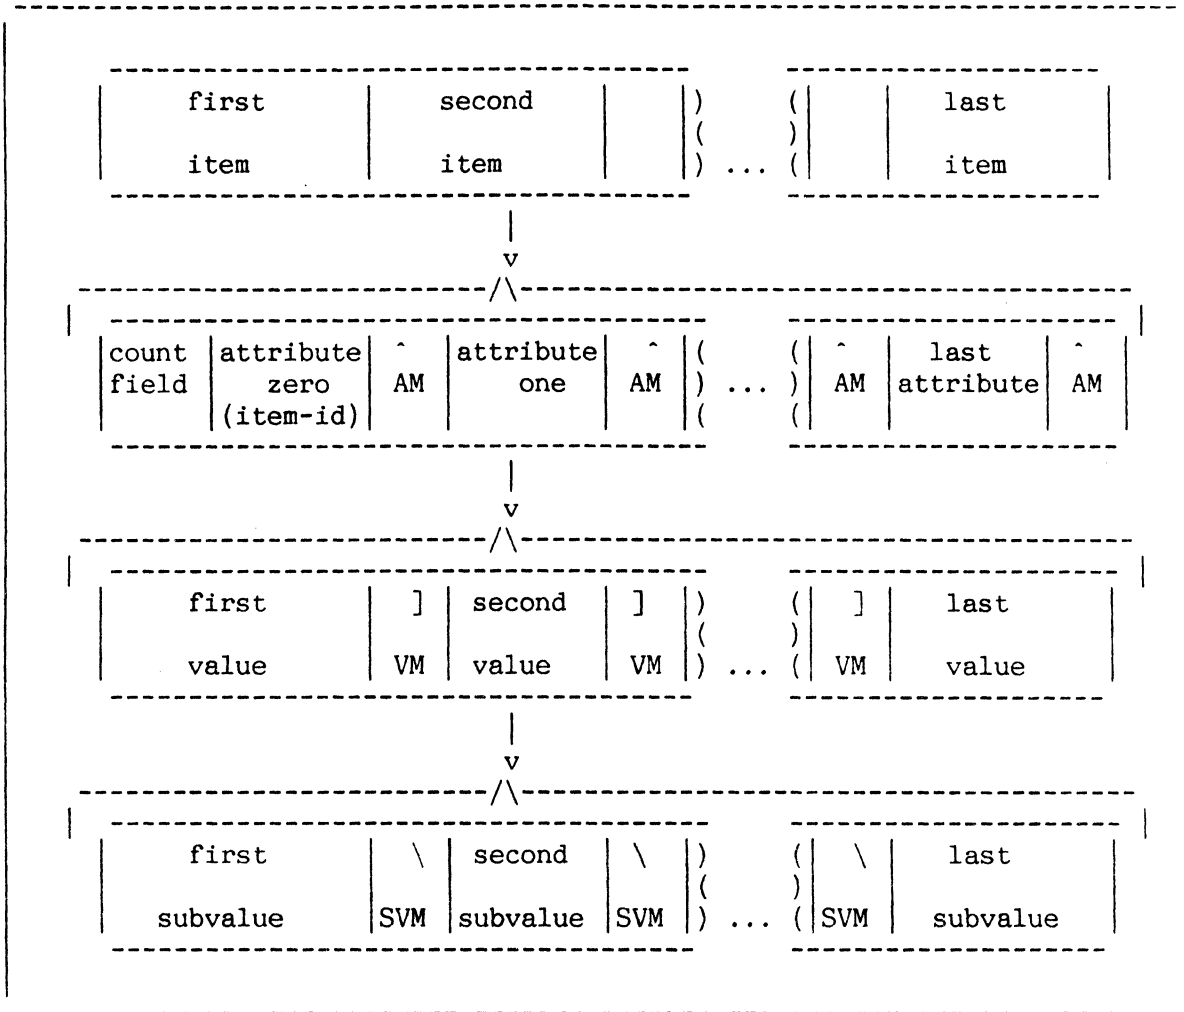 first second ) ( last
( )
item item ) ... ( item
v
count attribute ^ attribute ^ ( ( ^ last ^
field zero AM one AM ) ... ) AM attribute AM
(item-id) ( (
v
first ] second ] ) ( ] last
( )
value VM value VM ) ... ( VM value
v
first \ second \ ) ( \ last
( )
subvalue SVM subvalue SVM ) ... ( SVM subvalue